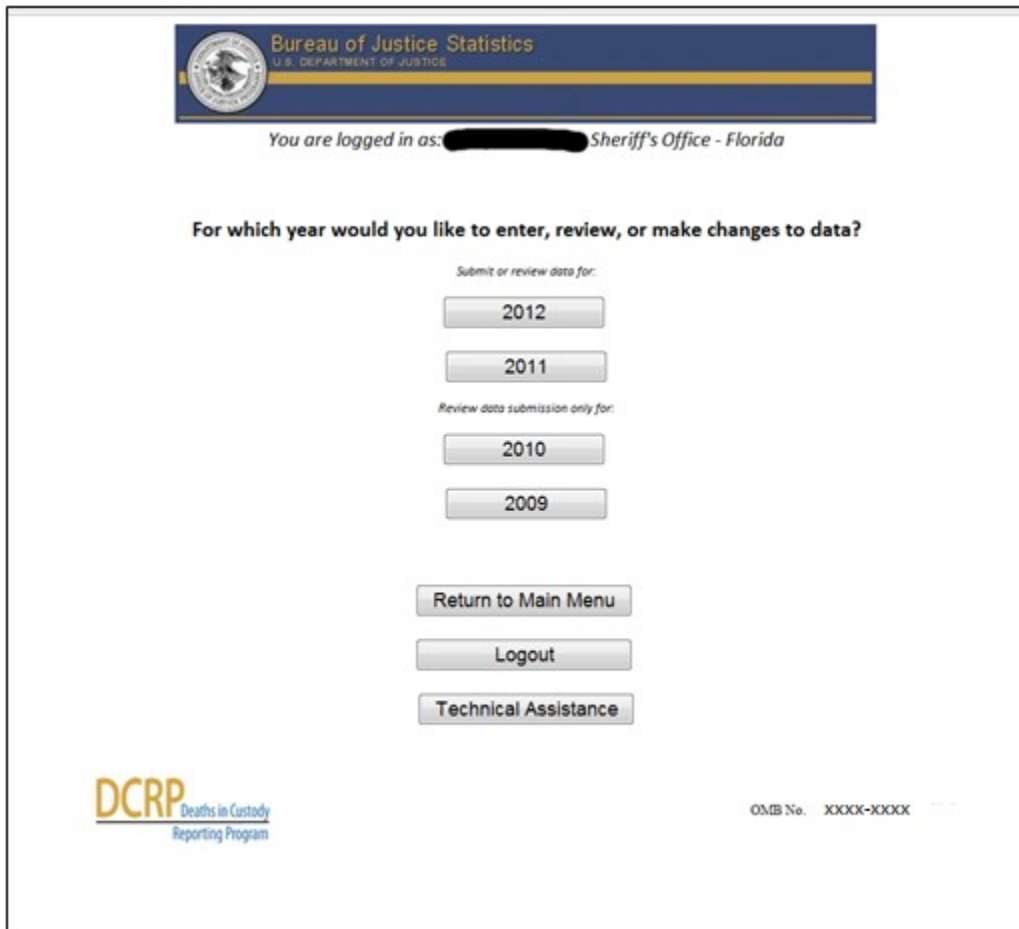 Bureau of Justice Statistics
U.S. DEPARTMENT OF JUSTICE
You are logged in as: Sheriff's Office - Florida
For which year would you like to enter, review, or make changes to data?
Submit or review data for:
2012
2011
Review data submission only for:
2010
2009
Return to Main Menu
Logout
Technical Assistance
DCRP Deaths in Custody
Reporting Program
OMB No. XXXX-XXXX